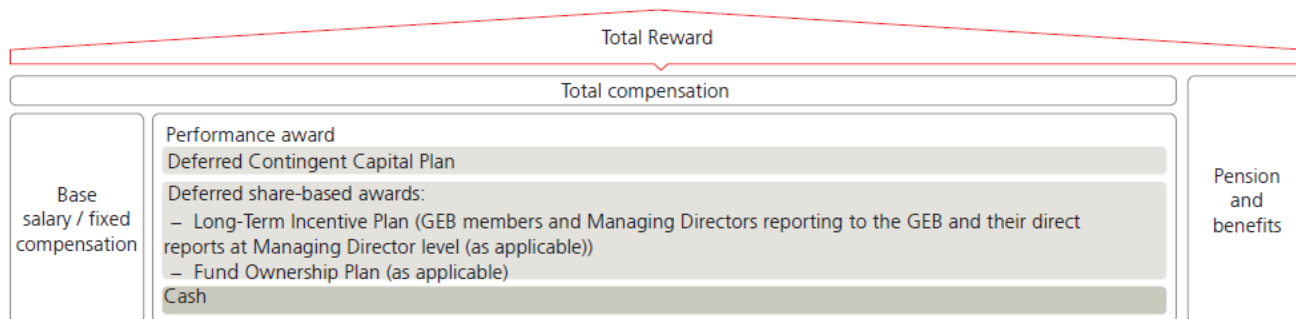 Total Reward
Total compensation
Base
salary / fixed
compensation
Performance award
Deferred Contingent Capital Plan
Deferred share-based awards:
– Long-Term Incentive Plan (GEB members and Managing Directors reporting to the GEB and their direct
reports at Managing Director level (as applicable))
– Fund Ownership Plan (as applicable)
Cash
Pension
and
benefits